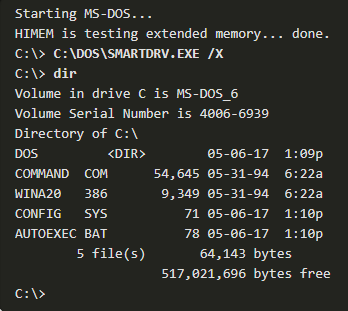 Starting MS-DOS...
HIMEM is testing extended memory... done.
C:\> C:\DOS\SMARTDRV.EXE /X
C:\> dir
Volume in drive C is MS-DOS_6
Volume Serial Number is 4006-6939
Directory of C:\
DOS          <DIR>        05-06-17   1:09p
COMMAND  COM      54,645 05-31-94   6:22a
WINA20   386       9,349 05-31-94   6:22a
CONFIG   SYS          71 05-06-17   1:10p
AUTOEXEC BAT          78 05-06-17   1:10p
        5 file(s)      64,143 bytes
                  517,021,696 bytes free
C:\>